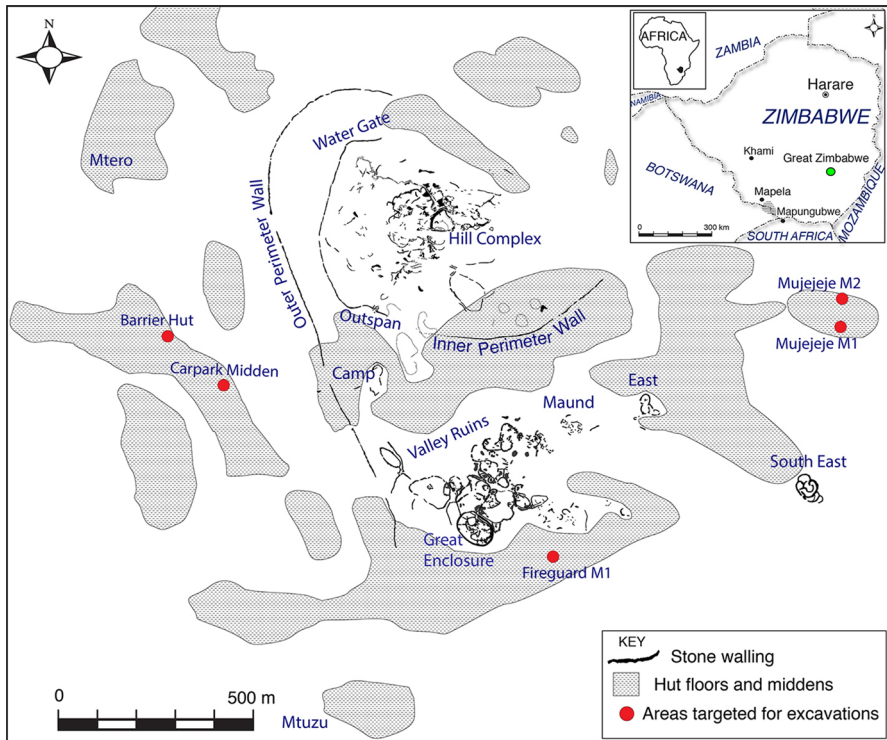 N
Mtero
Water Gate
Outer Perimeter Wall
Hill Complex
Barrier Hut
Carpark Midden
Outspan
Inner Perimeter Wall
Camp
Valley Ruins
Maund
East
South East
Mujejeje M2
Mujejeje M1
Great
Enclosure
Fireguard M1
Mtuzu
0 500 m
AFRICA
N
ZAMBIA
NAMIBIA
Harare
ZIMBABWE
Khami
Great Zimbabwe
BOTSWANA
Mapela
Mapungubwe
MOZAMBIQUE
SOUTH AFRICA
0 300 km
KEY
Stone walling
Hut floors and middens
Areas targeted for excavations